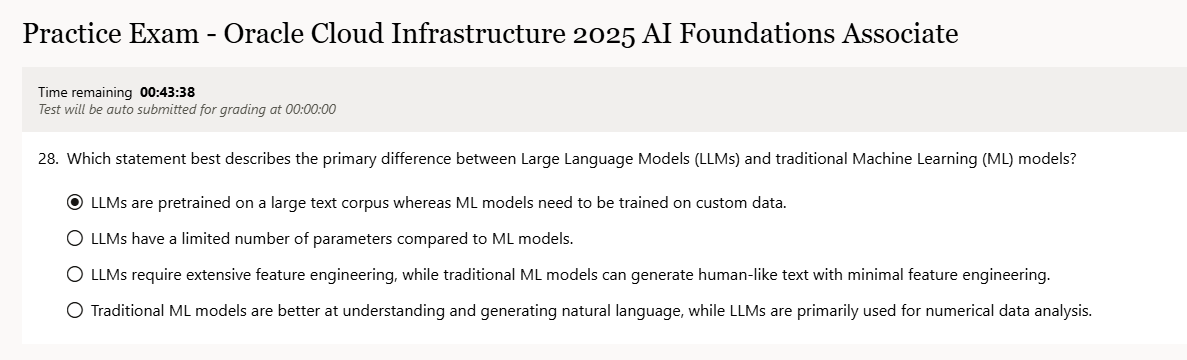 Practice Exam - Oracle Cloud Infrastructure 2025 AI Foundations Associate
Time remaining 00:43:38
Test will be auto submitted for grading at 00:00:00
28. Which statement best describes the primary difference between Large Language Models (LLMs) and traditional Machine Learning (ML) models?
LLMs are pretrained on a large text corpus whereas ML models need to be trained on custom data.
LLMs have a limited number of parameters compared to ML models.
LLMs require extensive feature engineering, while traditional ML models can generate human-like text with minimal feature engineering.
Traditional ML models are better at understanding and generating natural language, while LLMs are primarily used for numerical data analysis.